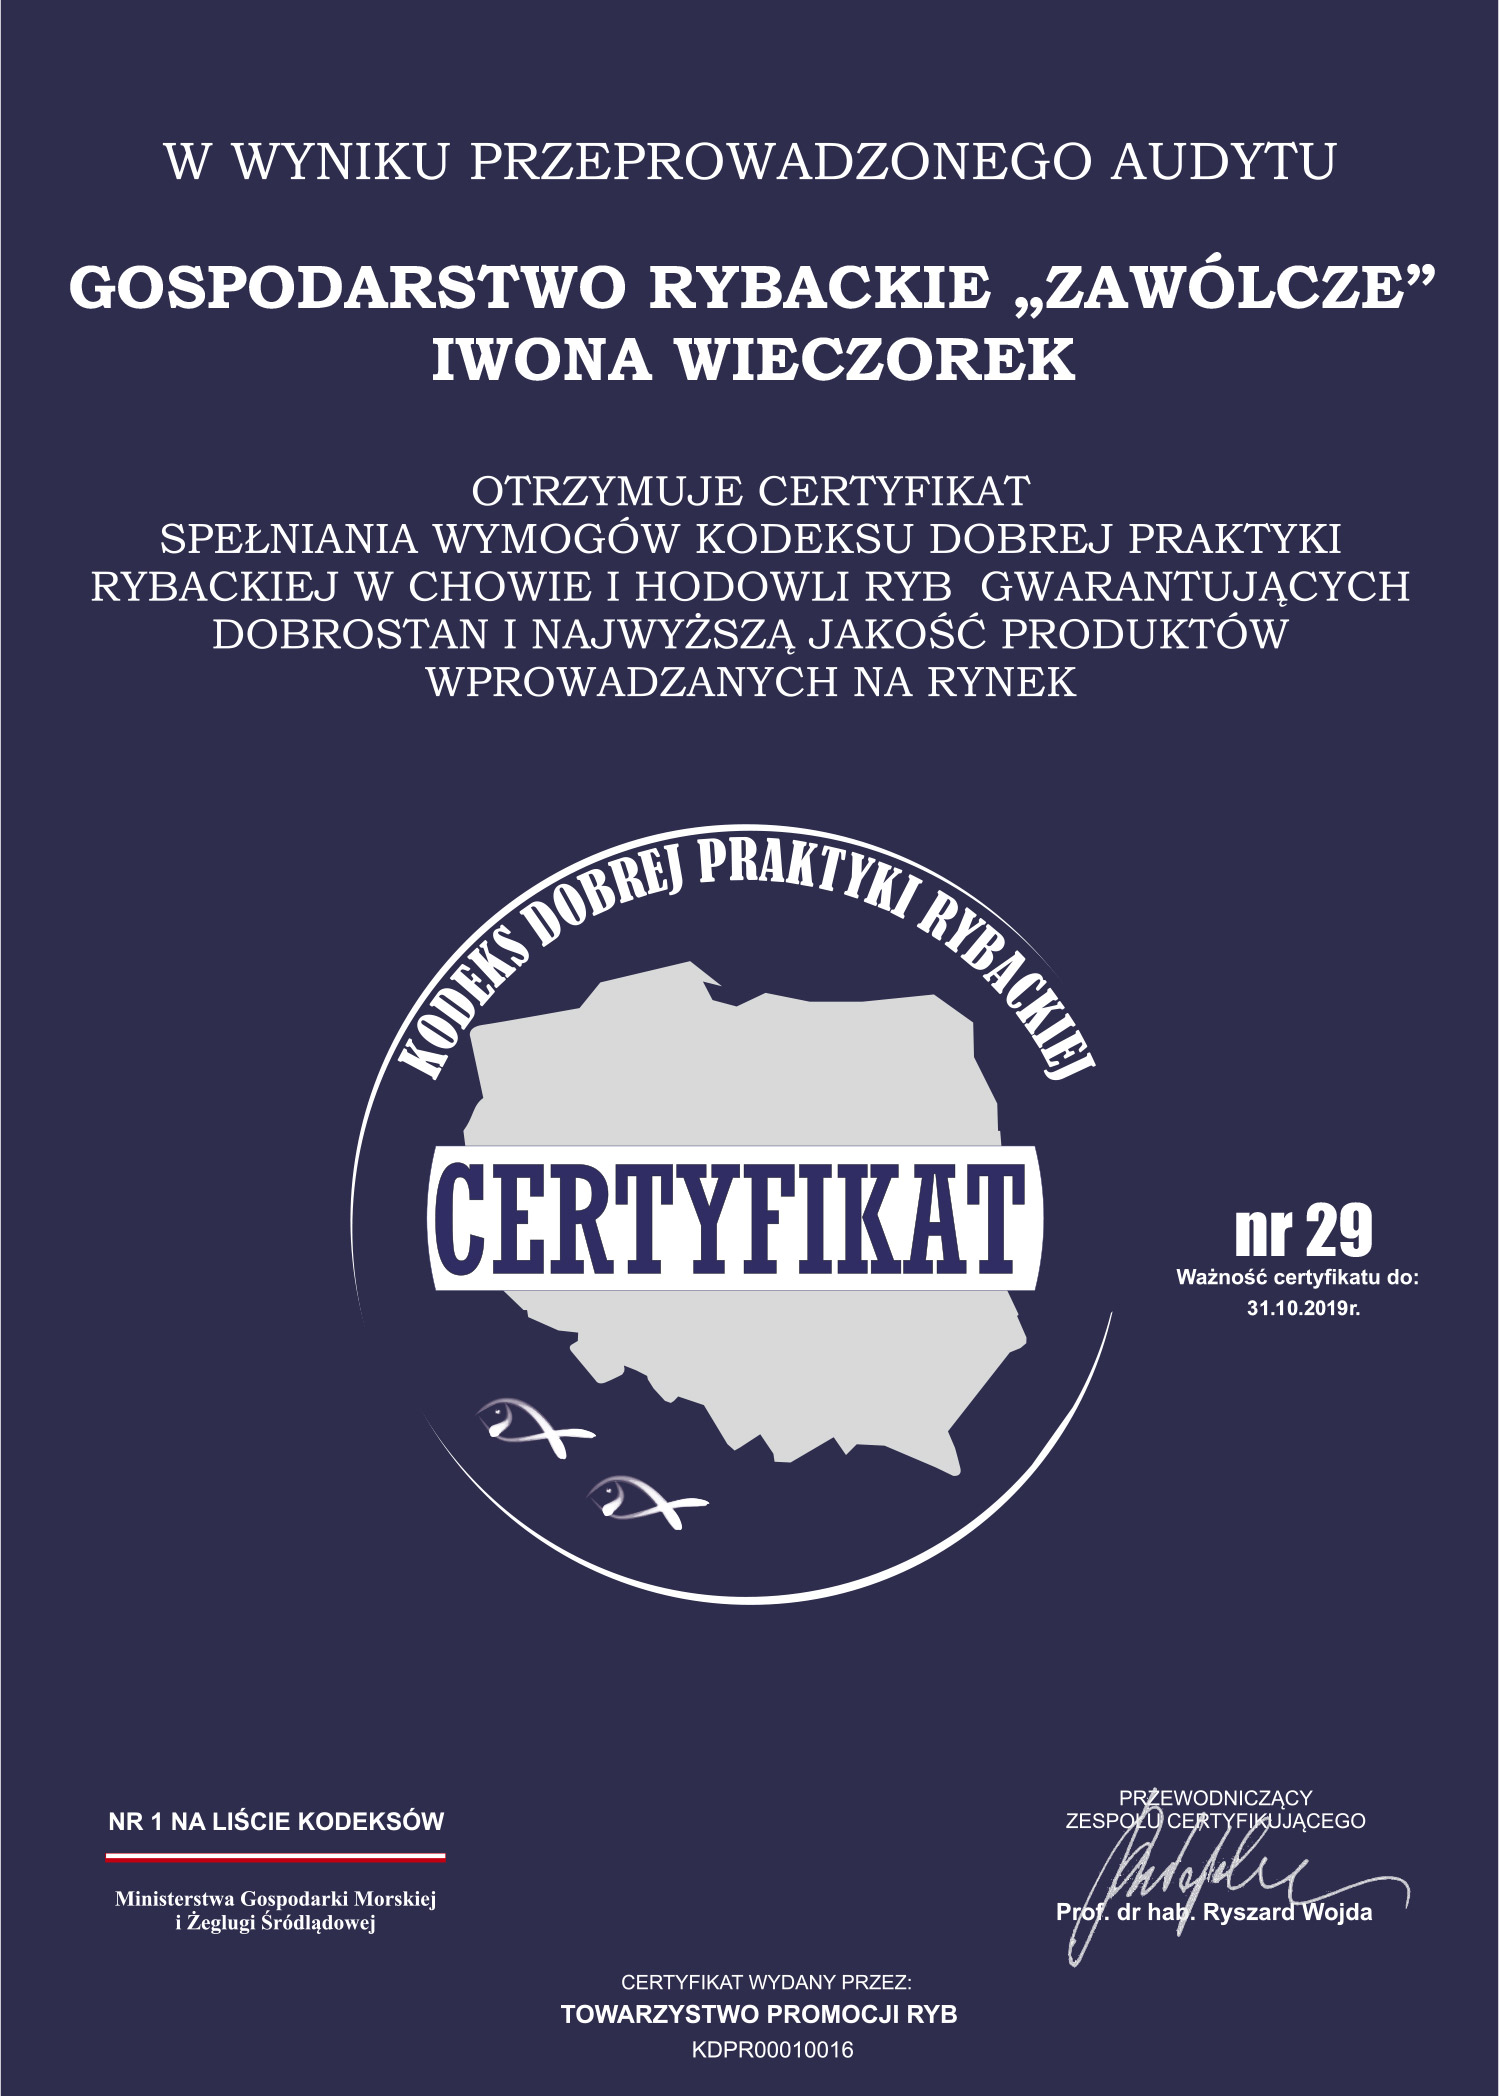 W WYNIKU PRZEPROWADZONEGO AUDYTU
GOSPODARSTWO RYBACKIE „ZAWÓLCZE”
IWONA WIECZOREK
OTRZYMUJE CERTYFIKAT
SPEŁNIANIA WYMOGÓW KODEKSU DOBREJ PRAKTYKI
RYBACKIEJ W CHOWIE I HODOWLI RYB GWARANTUJĄCYCH
DOBROSTAN I NAJWYŻSZĄ JAKOŚĆ PRODUKTÓW
WPROWADZANYCH NA RYNEK
KODEKS DOBREJ PRAKTYKI RYBACKIEJ
CERTYFIKAT
nr 29
Ważność certyfikatu do:
31.10.2019r.
NR 1 NA LIŚCIE KODEKSÓW
Ministerstwa Gospodarki Morskiej
i Żeglugi Śródlądowej
PRZEWODNICZĄCY
ZESPOŁU CERTYFIKUJĄCEGO
Prof. dr hab. Ryszard Wojda
CERTYFIKAT WYDANY PRZEZ:
TOWARZYSTWO PROMOCJI RYB
KDPR00010016